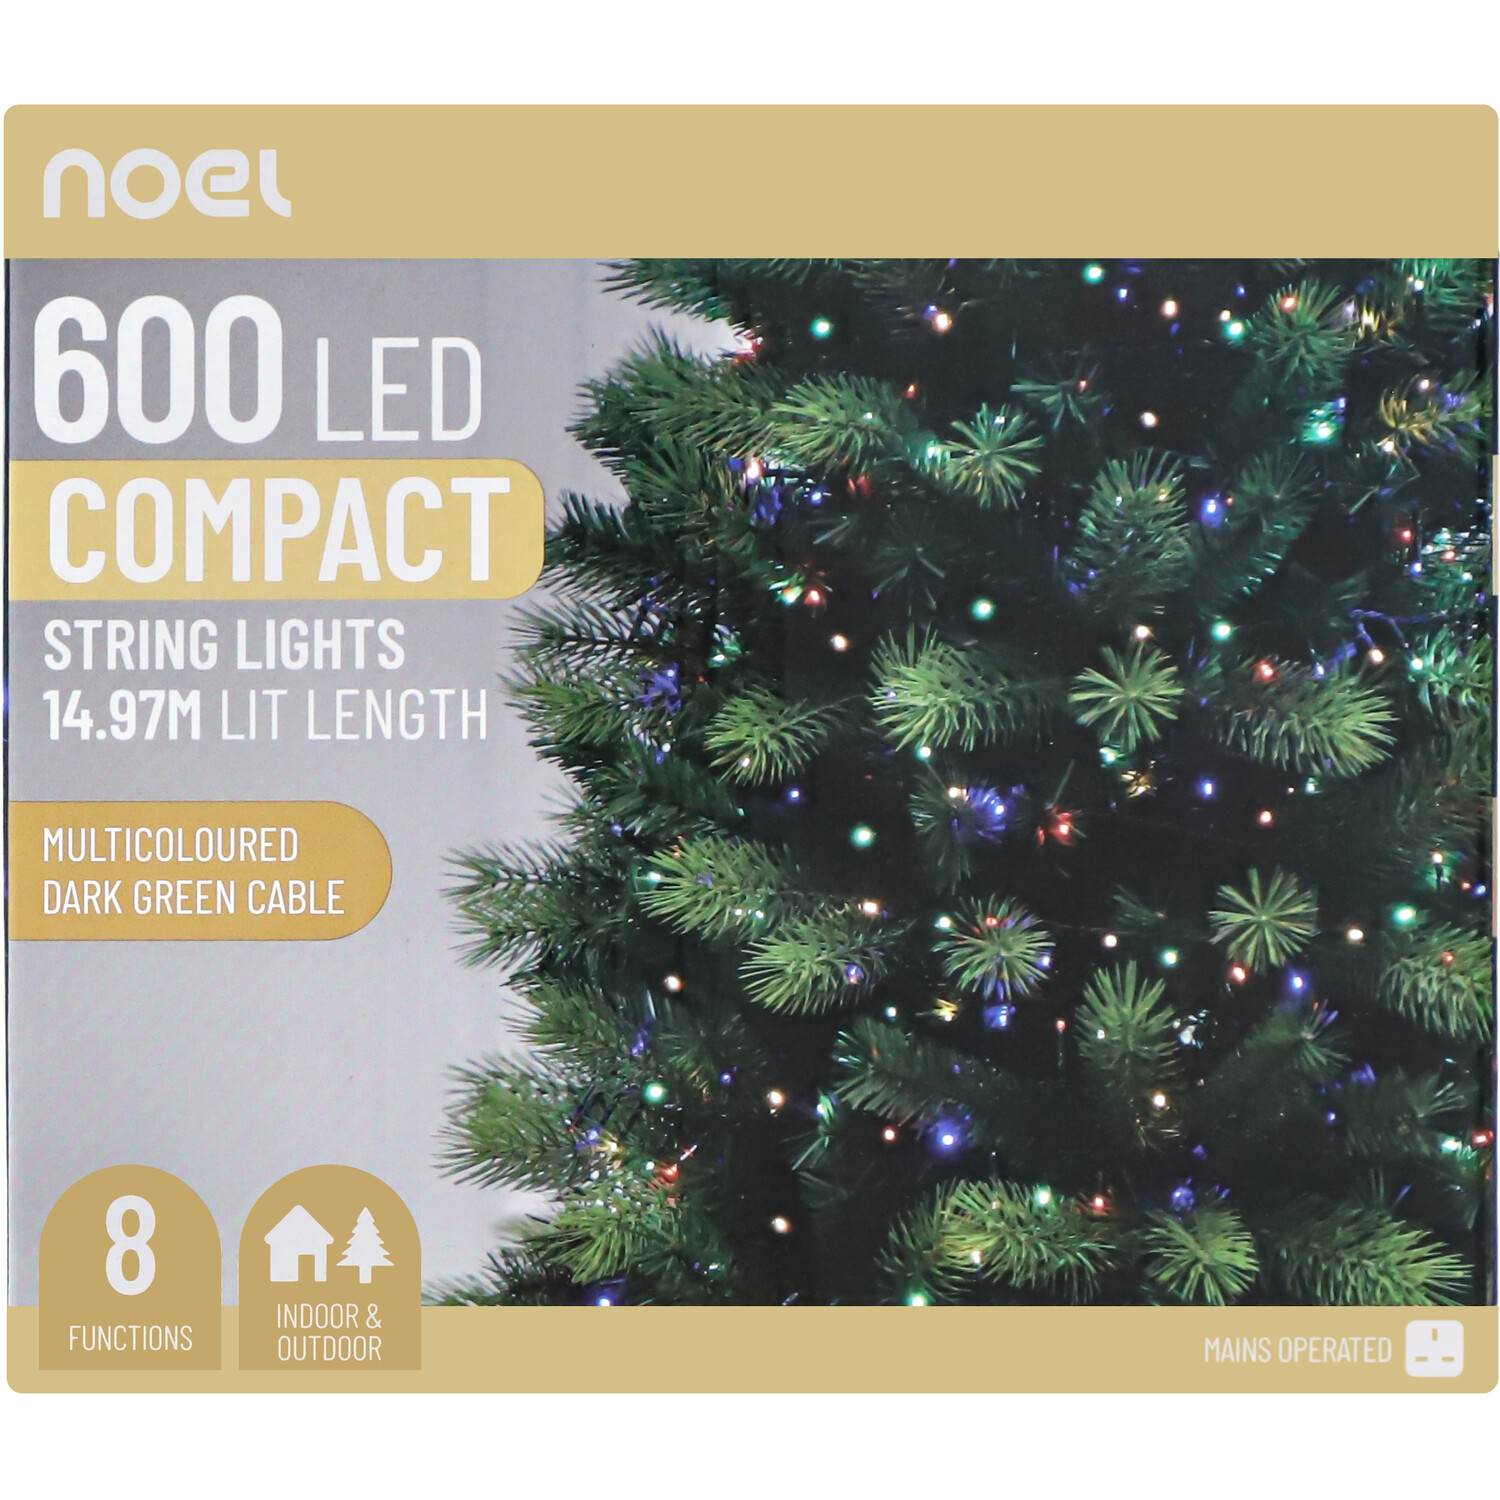 noel
600 LED
COMPACT
STRING LIGHTS
14.97M LIT LENGTH
MULTICOLOURED
DARK GREEN CABLE
8
FUNCTIONS
INDOOR &
OUTDOOR
MAINS OPERATED